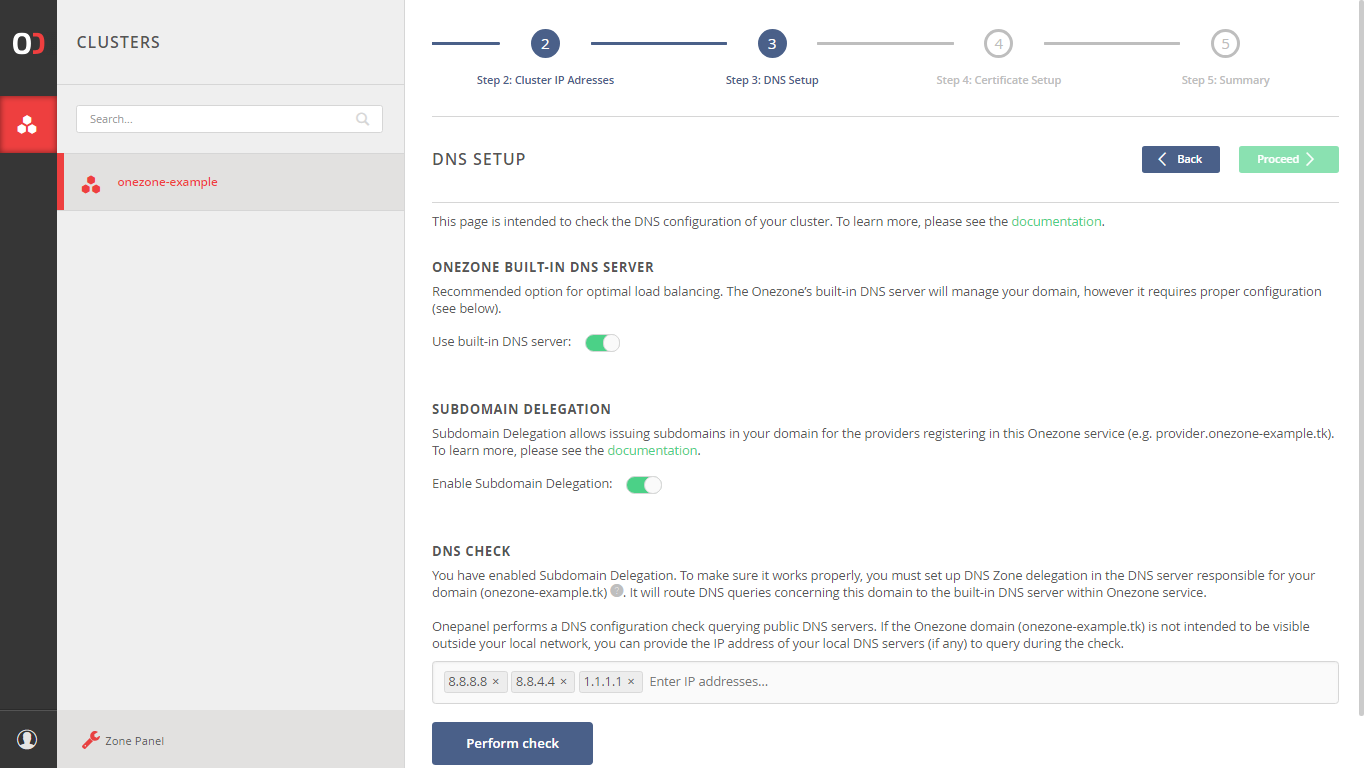 CLUSTERS
Search...
onezone-example
Zone Panel
2
3
4
5
Step 2: Cluster IP Adresses
Step 3: DNS Setup
Step 4: Certificate Setup
Step 5: Summary
DNS SETUP
Back
Proceed
This page is intended to check the DNS configuration of your cluster. To learn more, please see the documentation.
ONEZONE BUILT-IN DNS SERVER
Recommended option for optimal load balancing. The Onezone's built-in DNS server will manage your domain, however it requires proper configuration
(see below).
Use built-in DNS server:
SUBDOMAIN DELEGATION
Subdomain Delegation allows issuing subdomains in your domain for the providers registering in this Onezone service (e.g. provider.onezone-example.tk).
To learn more, please see the documentation.
Enable Subdomain Delegation:
DNS CHECK
You have enabled Subdomain Delegation. To make sure it works properly, you must set up DNS Zone delegation in the DNS server responsible for your
domain (onezone-example.tk) ?. It will route DNS queries concerning this domain to the built-in DNS server within Onezone service.
Onepanel performs a DNS configuration check querying public DNS servers. If the Onezone domain (onezone-example.tk) is not intended to be visible
outside your local network, you can provide the IP address of your local DNS servers (if any) to query during the check.
8.8.8.8 × 8.8.4.4 × 1.1.1.1 × Enter IP addresses...
Perform check